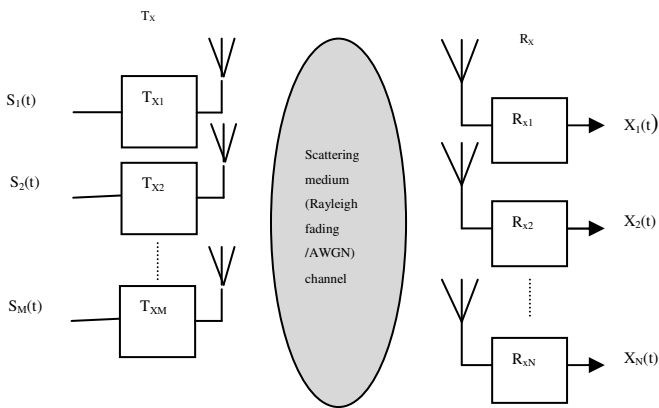 Tx
S1(t)
TX1
S2(t)
TX2
SM(t)
TXM
Scattering
medium
(Rayleigh
fading
/AWGN)
channel
Rx
Rx1
X1(t)
Rx2
X2(t)
RxN
XN(t)